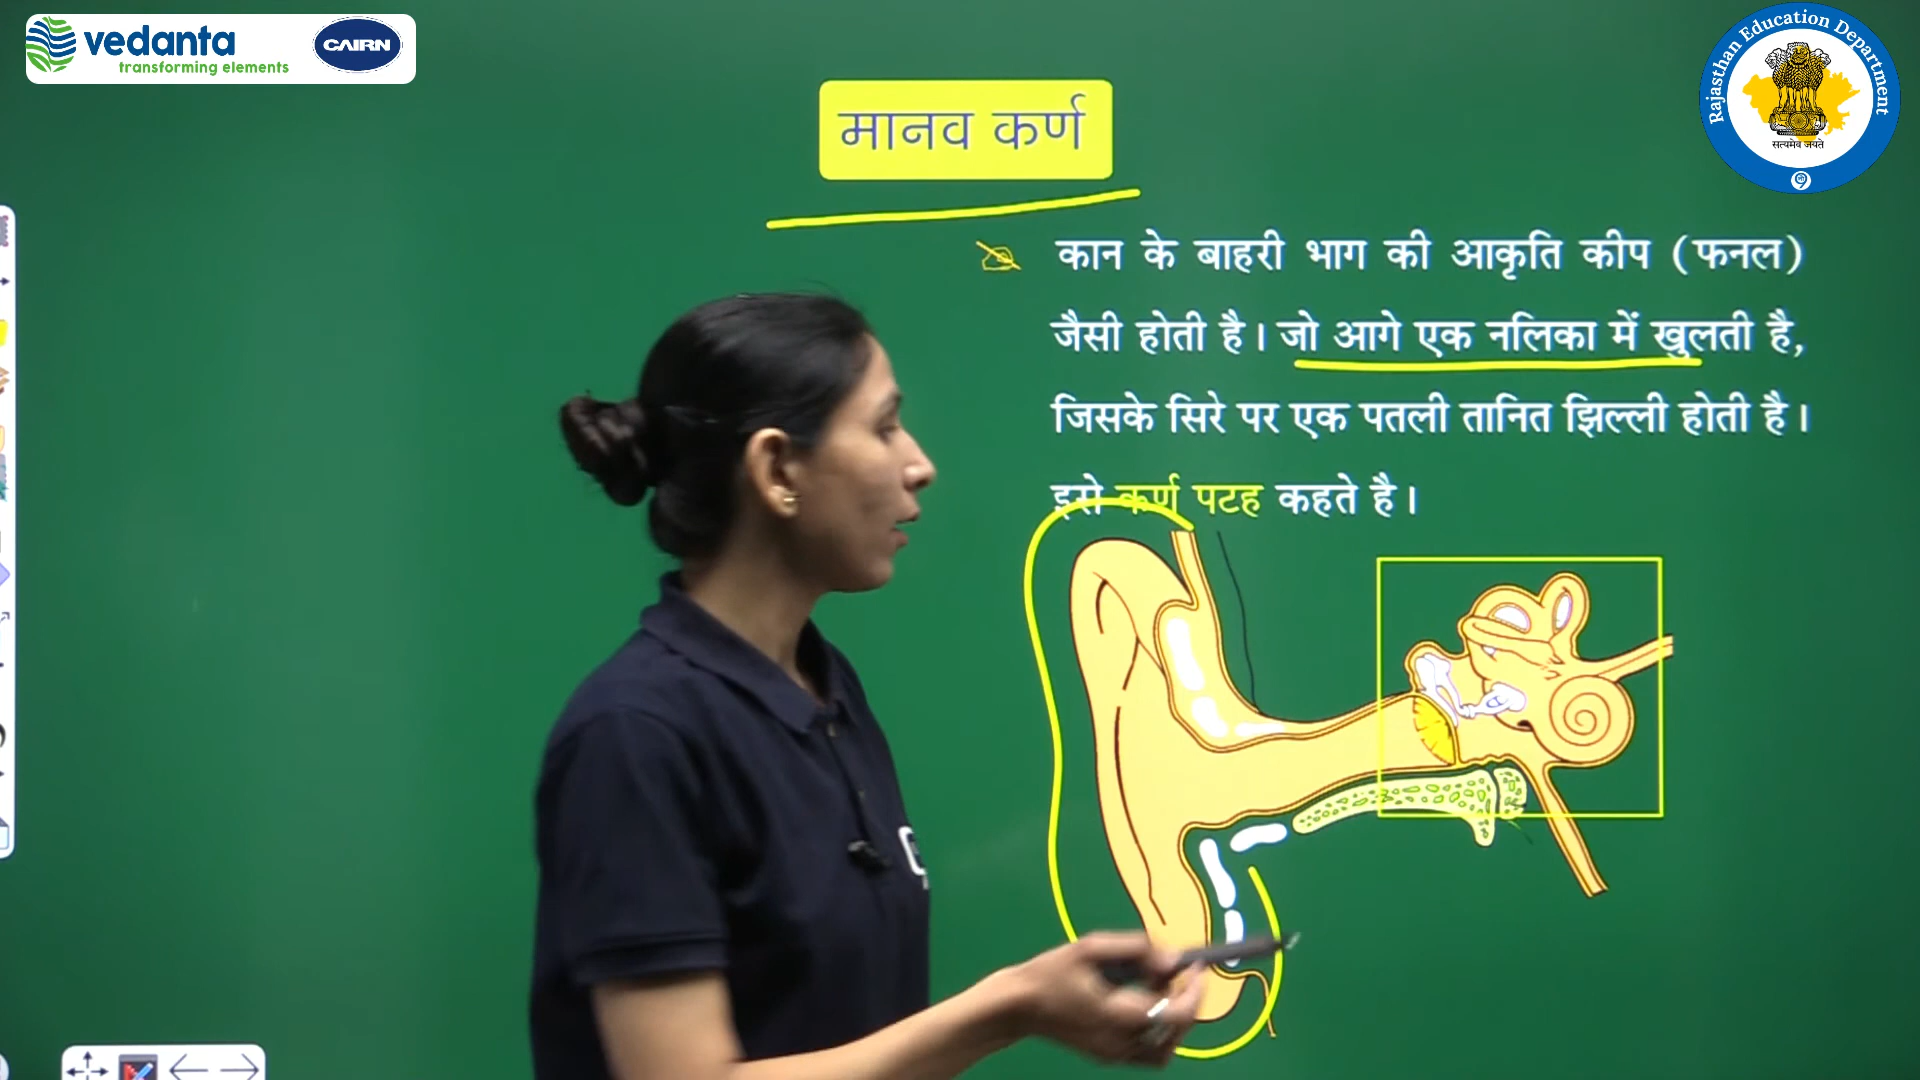 vedanta
transforming elements
CAIRN
Rajasthan Education Department
सत्यमेव जयते
मानव कर्ण
कान के बाहरी भाग की आकृति कीप (फनल)
जैसी होती है। जो आगे एक नलिका में खुलती है,
जिसके सिरे पर एक पतली तानित झिल्ली होती है।
इसे कर्ण पटह कहते है।